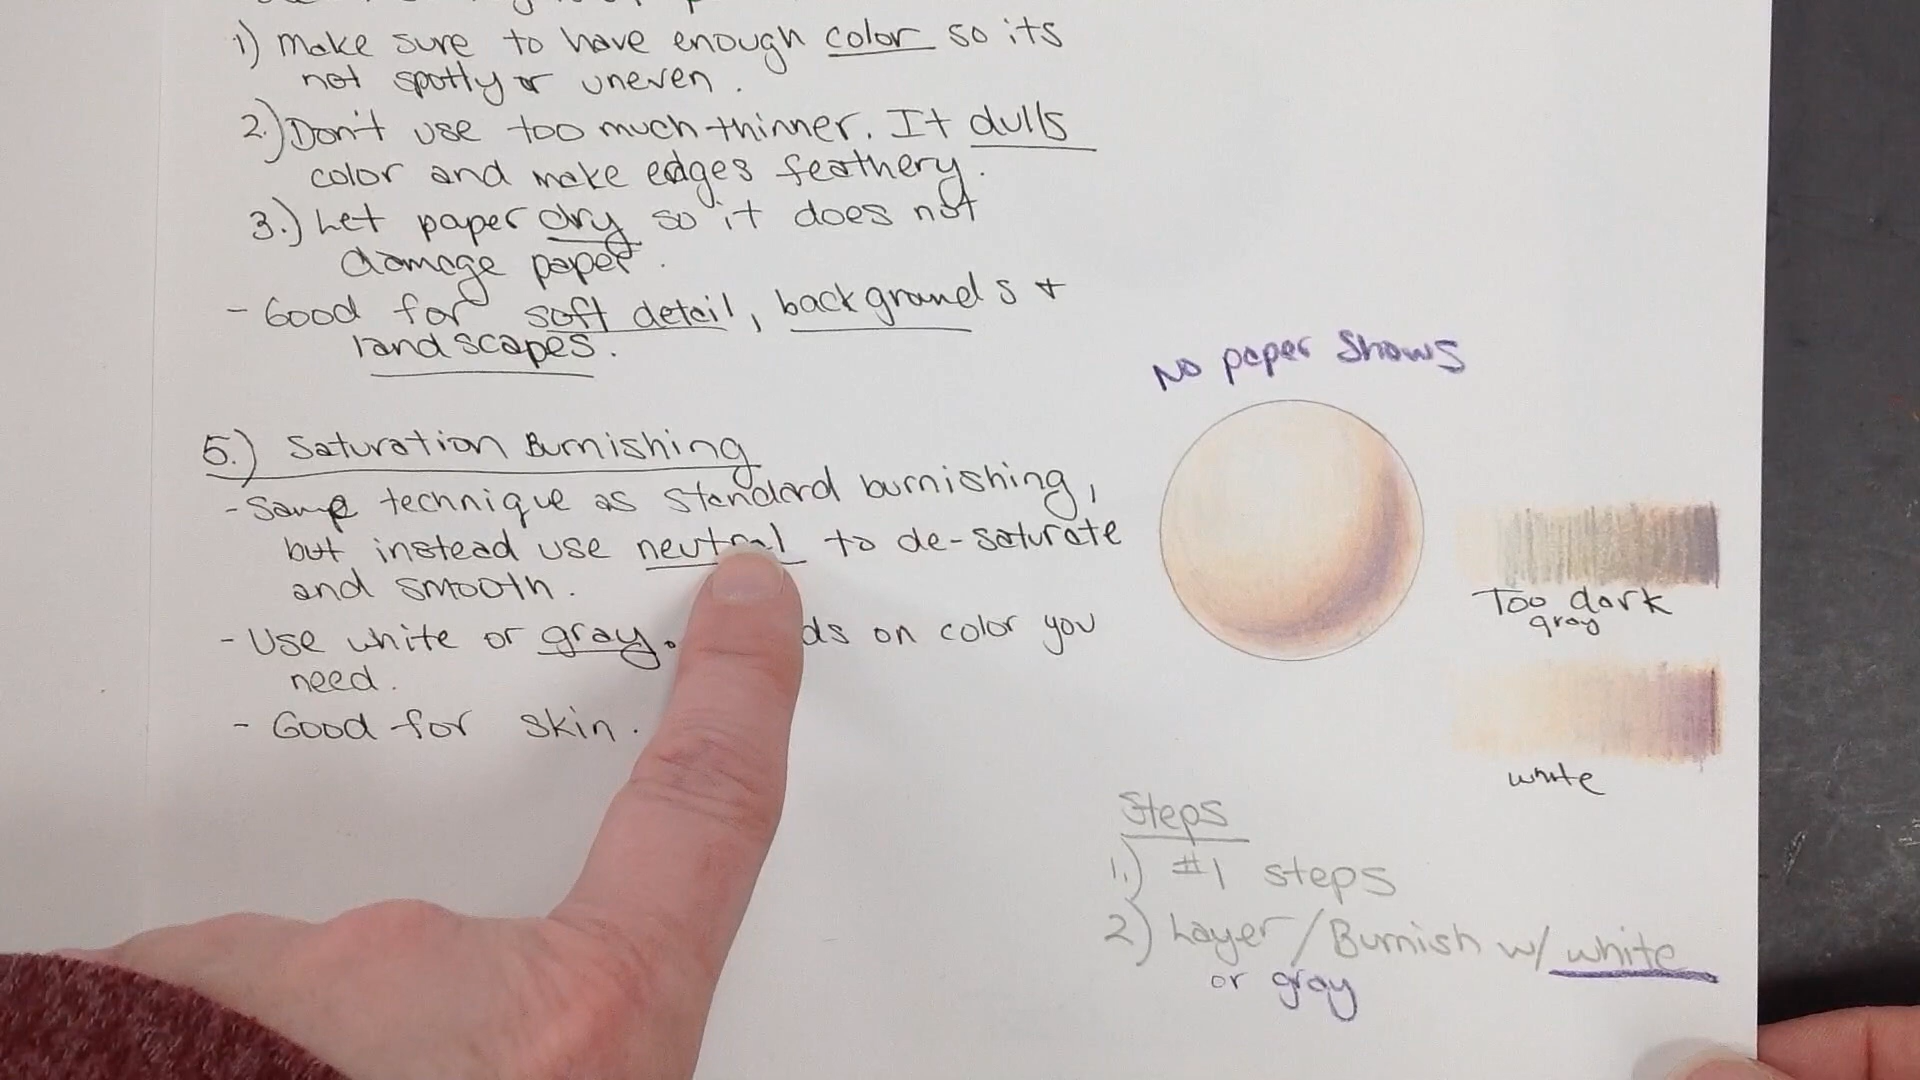 1) Make sure to have enough color so its
not spotty or uneven.
2.) Don't use too much thinner. It dulls
color and make edges feathery.
3.) Let paper dry so it does not
damage paper.
- Good for soft detail, backgrounds +
landscapes.
No paper shows
5.) Saturation Burnishing
- Same technique as standard burnishing,
but instead use neutral to de-saturate
and smooth.
- Use white or gray. ds on color you
need.
- Good for skin.
Too dark
gray
white
Steps
1.) #1 steps
2) Layer/Burnish w/ white
or gray